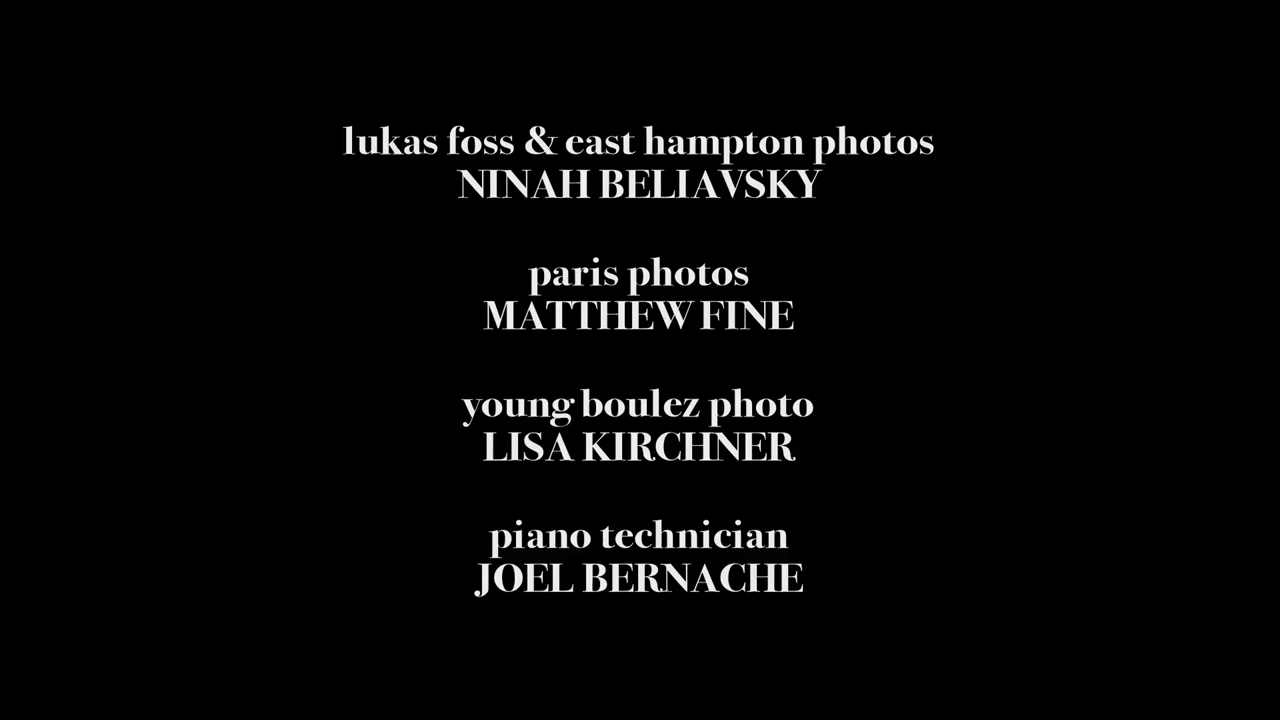 lukas foss & east hampton photos
NINAH BELIAVSKY
paris photos
MATTHEW FINE
young boulez photo
LISA KIRCHNER
piano technician
JOEL BERNACHE